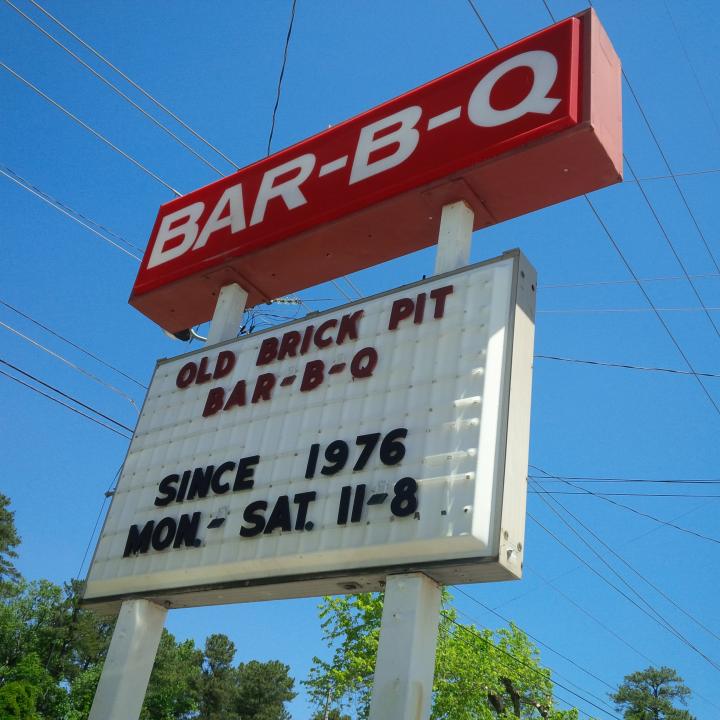 BAR-B-Q
OLD BRICK PIT
BAR-B-Q
SINCE 1976
MON.- SAT. 11-8